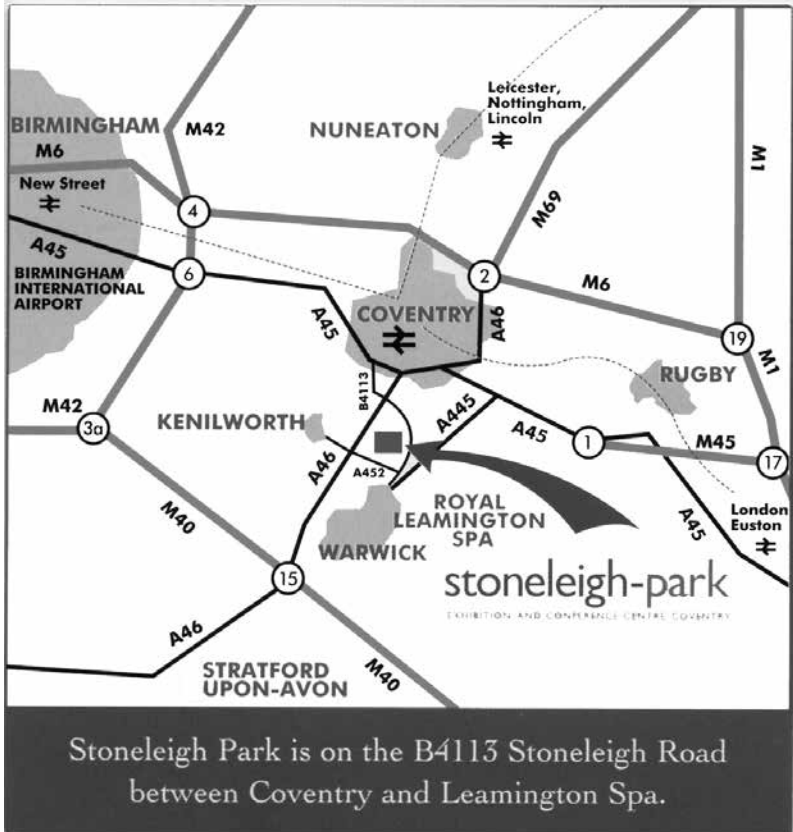 Leicester,
Nottingham,
Lincoln
BIRMINGHAM
M42
NUNEATON
M6
New Street
M1
M69
4
A45
BIRMINGHAM
INTERNATIONAL
AIRPORT
6
2
M6
A45
COVENTRY
A46
19
M1
RUGBY
B4113
M42
3a
KENILWORTH
A445
A45
1
M45
17
A46
A452
ROYAL
LEAMINGTON
SPA
London
Euston
A45
M40
WARWICK
15
stoneleigh-park
EXHIBITION AND CONFERENCE CENTRE COVENTRY
A46
STRATFORD
UPON-AVON
M40
Stoneleigh Park is on the B4113 Stoneleigh Road
between Coventry and Leamington Spa.